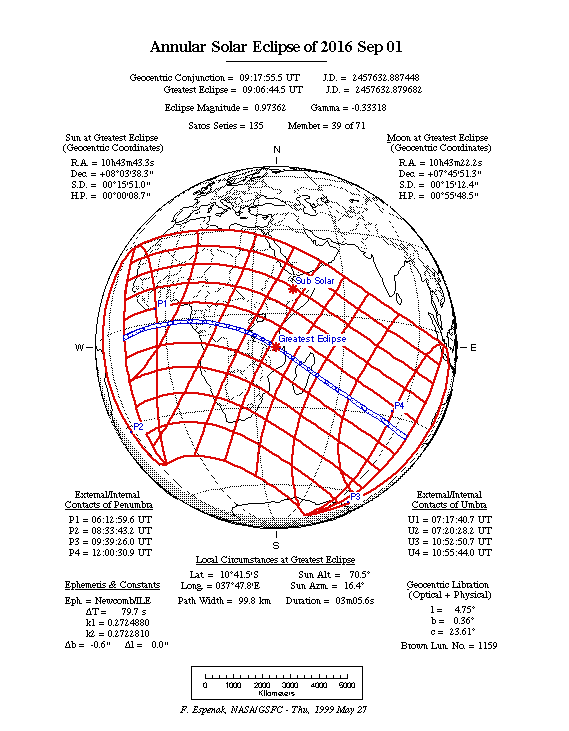 Annular Solar Eclipse of 2016 Sep 01
Geocentric Conjunction = 09:17:55.5 UT J.D. = 2457632.887448
Greatest Eclipse = 09:06:44.5 UT J.D. = 2457632.879682
Eclipse Magnitude = 0.97362 Gamma = -0.33318
Saros Series = 135 Member = 39 of 71
Sun at Greatest Eclipse
(Geocentric Coordinates)
R.A. = 10h43m43.3s
Dec. = +08°03'38.3"
S.D. = 00°15'51.0"
H.P. = 00°00'08.7"
Moon at Greatest Eclipse
(Geocentric Coordinates)
R.A. = 10h43m22.2s
Dec. = +07°45'51.3"
S.D. = 00°15'12.4"
H.P. = 00°55'48.5"
N
Sub Solar
P1
Greatest Eclipse
W
E
P4
P2
P3
S
External/Internal
Contacts of Penumbra
P1 = 06:12:59.6 UT
P2 = 08:33:43.2 UT
P3 = 09:39:26.0 UT
P4 = 12:00:30.9 UT
External/Internal
Contacts of Umbra
U1 = 07:17:40.7 UT
U2 = 07:20:28.2 UT
U3 = 10:52:50.7 UT
U4 = 10:55:44.0 UT
Local Circumstances at Greatest Eclipse
Lat. = 10°41.5'S Sun Alt. = 70.5°
Long. = 037°47.8'E Sun Azm. = 16.4°
Path Width = 99.8 km Duration = 03m05.6s
Ephemeris & Constants
Eph. = Newcomb/ILE
ΔT = 79.7 s
k1 = 0.2724880
k2 = 0.2722810
Δb = -0.6" Δl = 0.0"
Geocentric Libration
(Optical + Physical)
l = 4.75°
b = 0.36°
c = 23.61°
Brown Lun. No. = 1159
0 1000 2000 3000 4000 5000
Kilometers
F. Espenak, NASA/GSFC - Thu, 1999 May 27